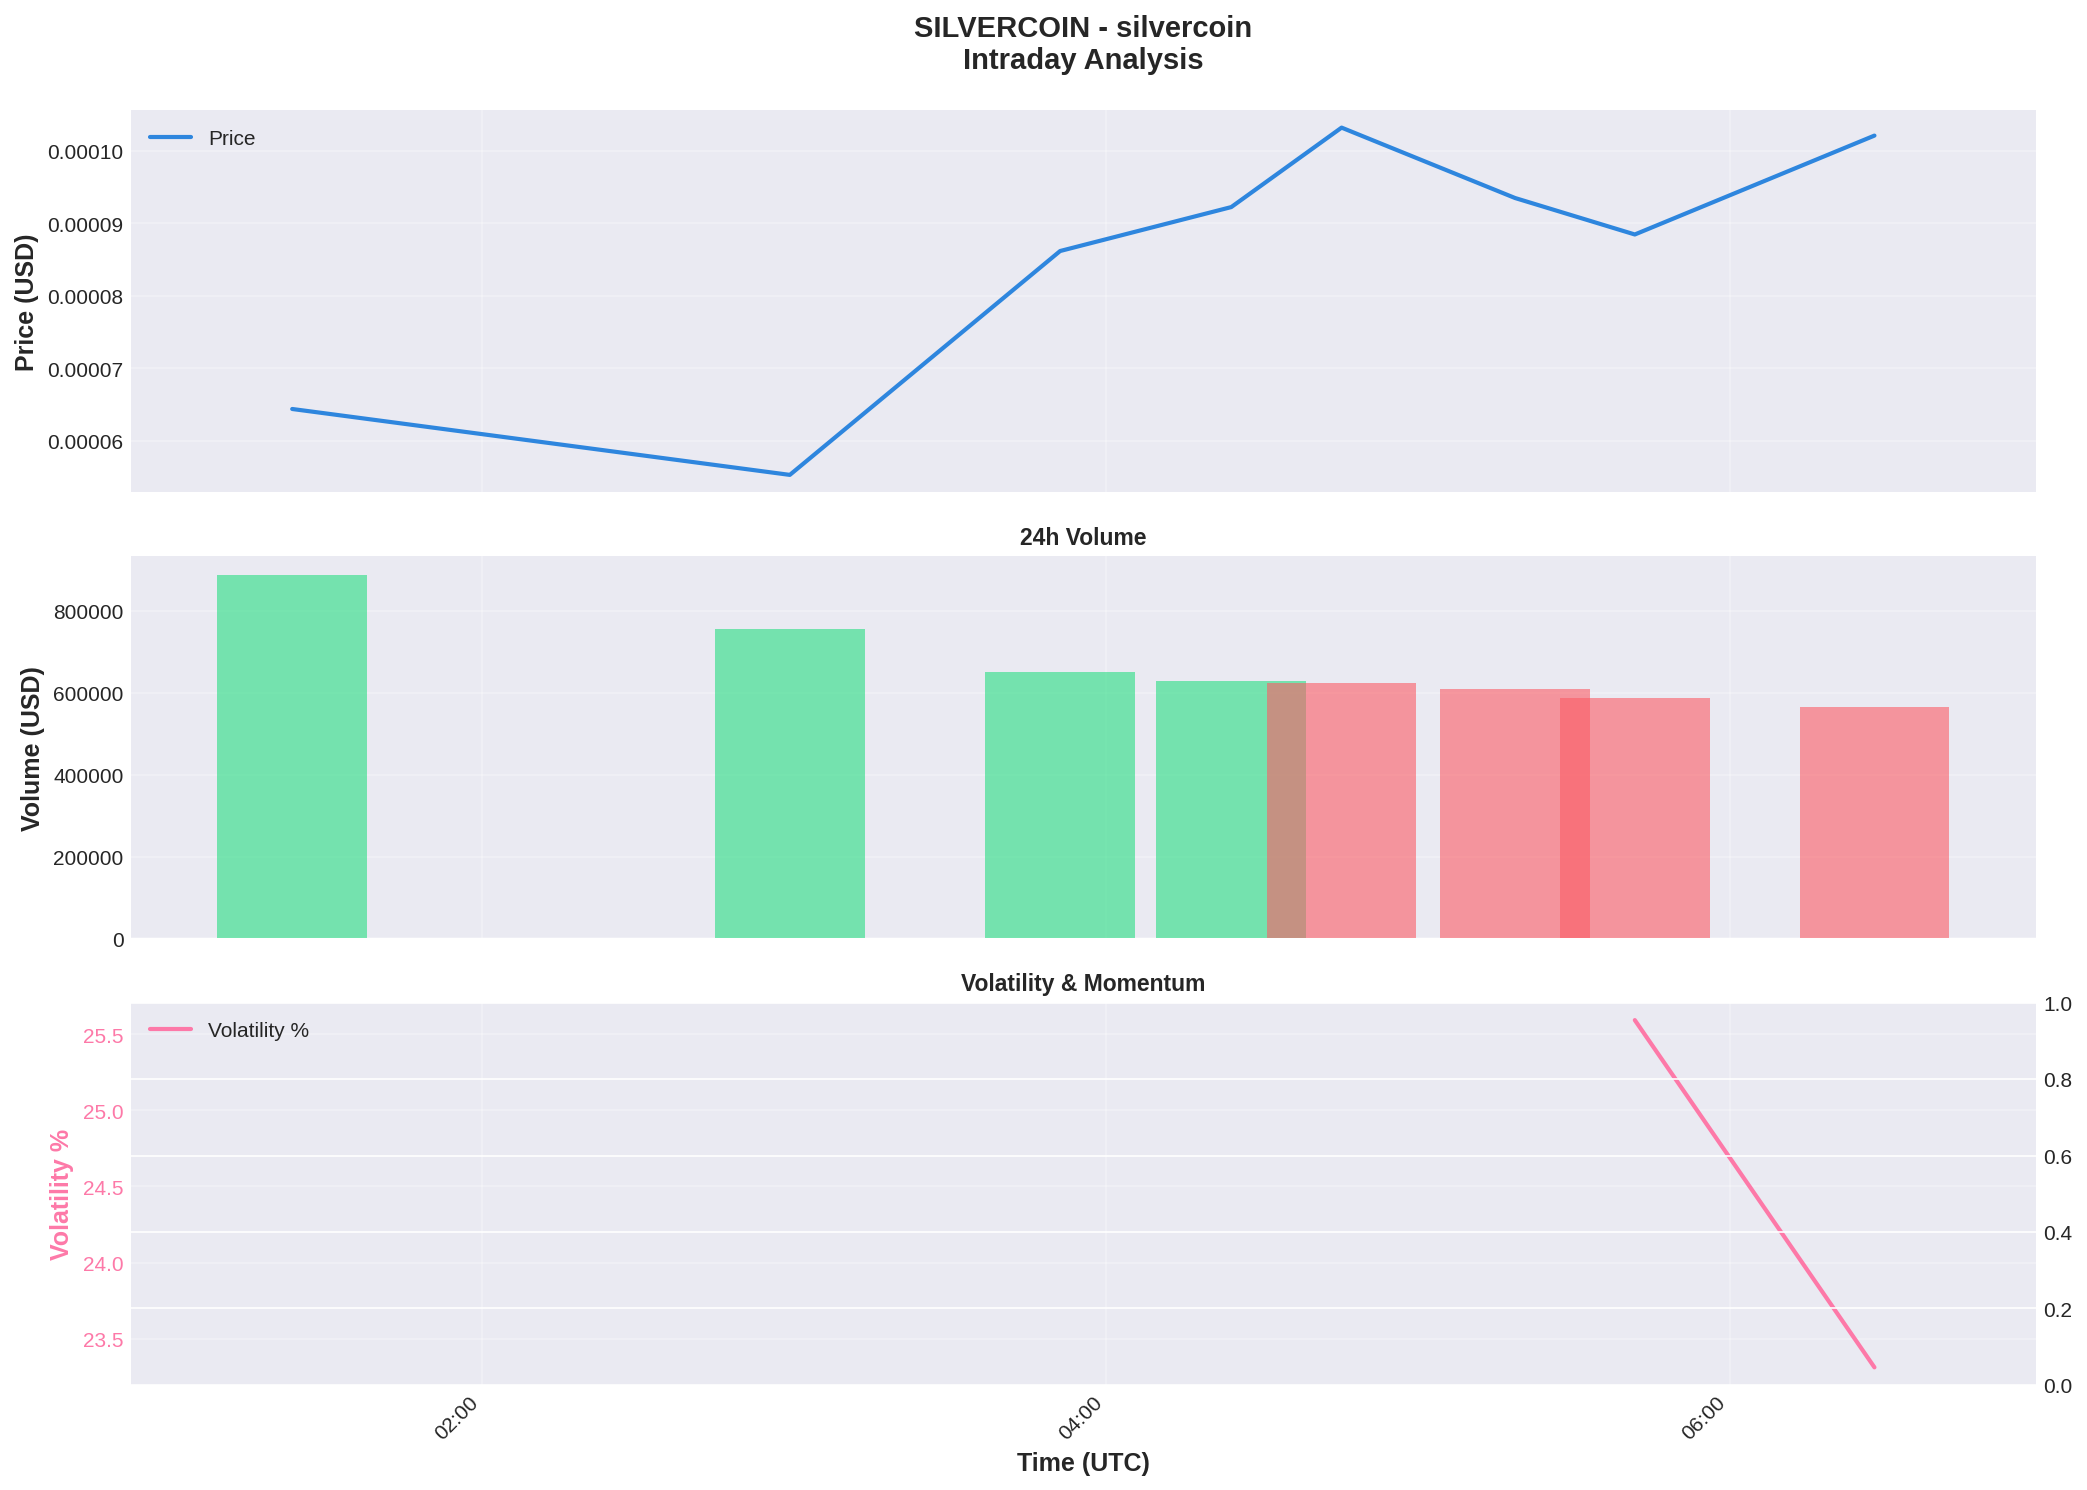 SILVERCOIN - silvercoin
Intraday Analysis
Price
0.00010
0.00009
0.00008
0.00007
0.00006
Price (USD)
24h Volume
800000
600000
400000
200000
0
Volume (USD)
Volatility & Momentum
Volatility %
25.5
25.0
24.5
24.0
23.5
Volatility %
1.0
0.8
0.6
0.4
0.2
0.0
02:00
04:00
06:00
Time (UTC)